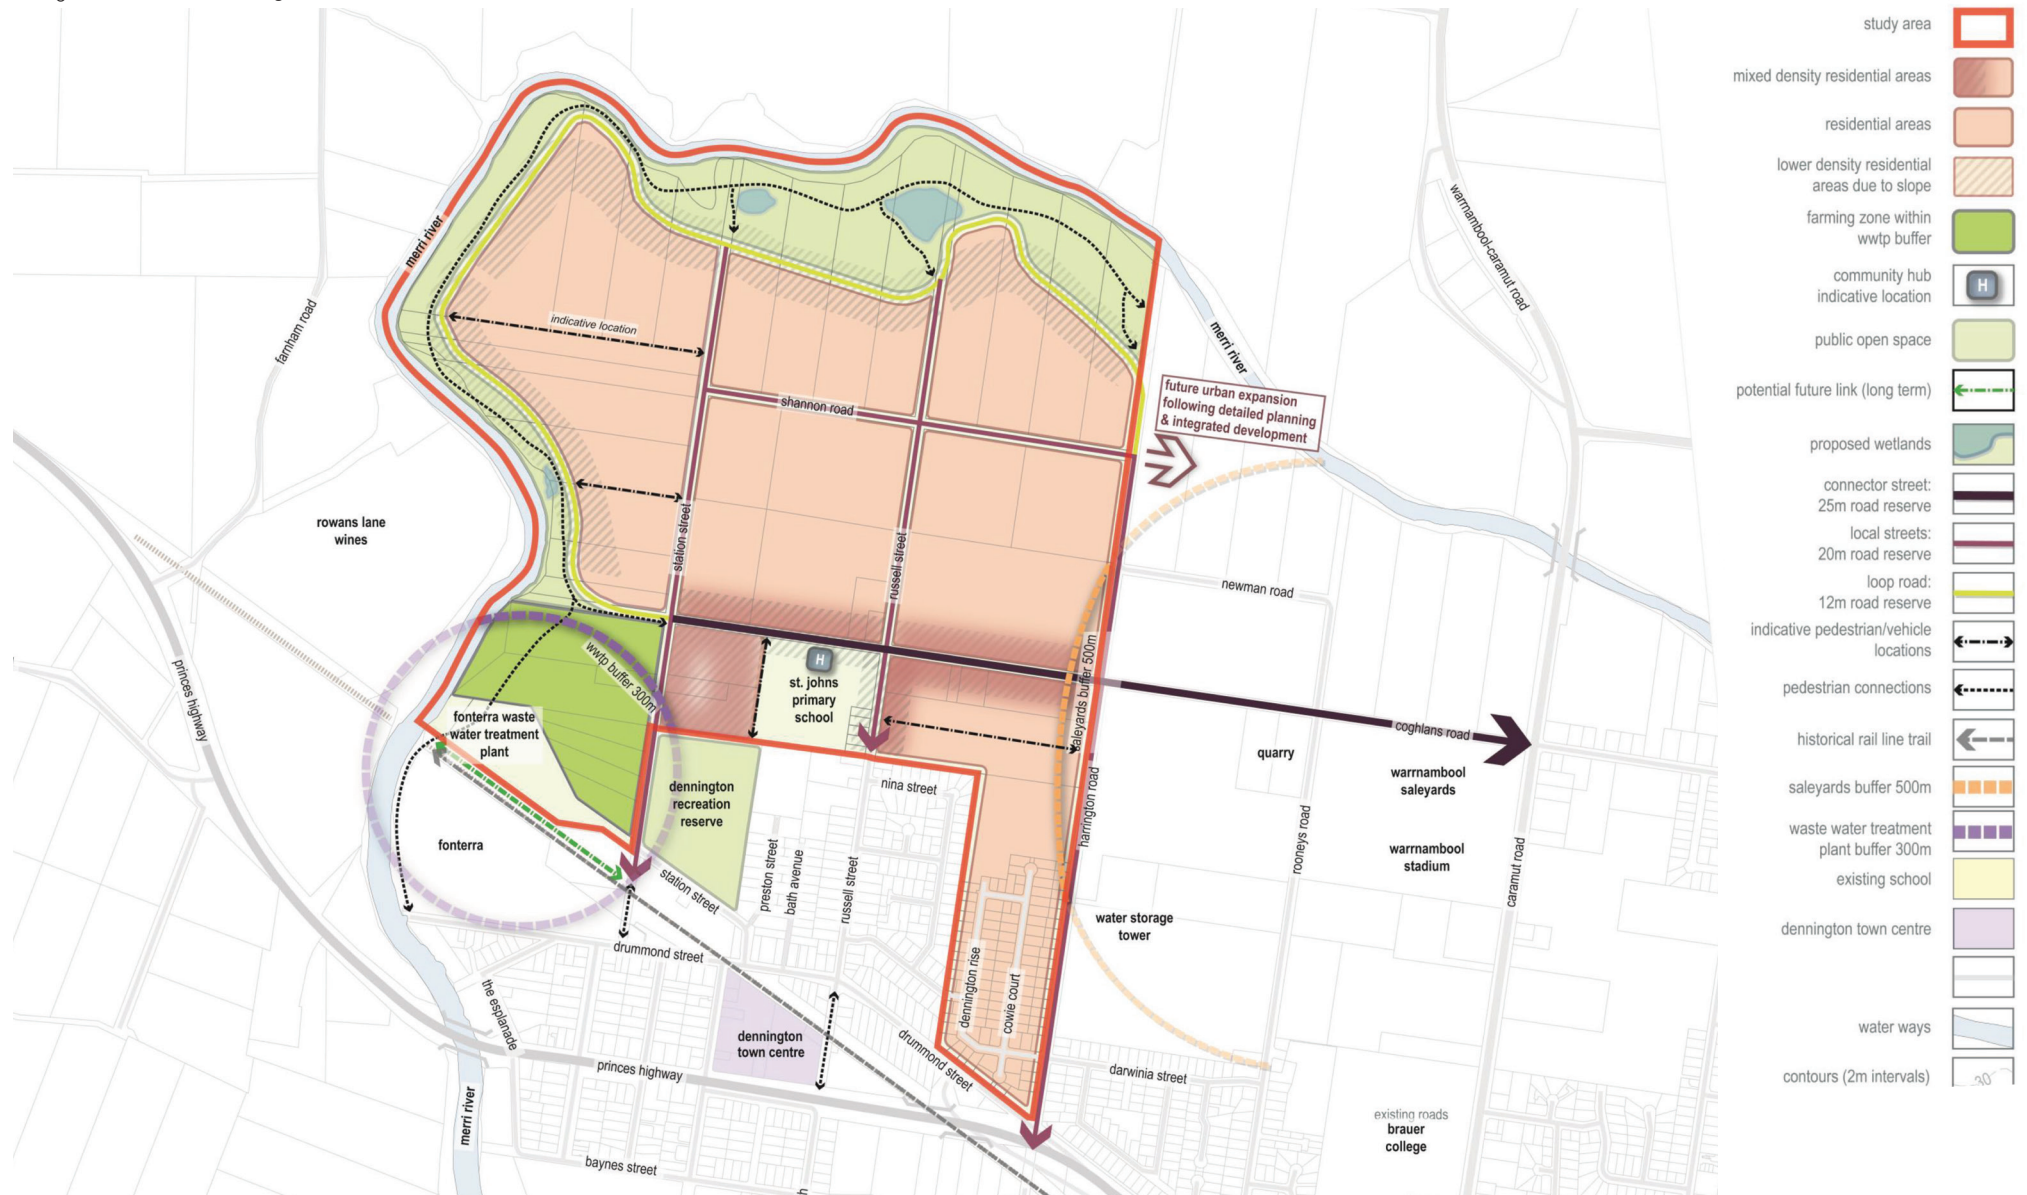 merri river
farnham road
indicative location
shannon road
station street
russell street
merri river
warrnambool-caramut road
future urban expansion
following detailed planning
& integrated development
newman road
rowans lane
wines
princes highway
wwtp buffer 300m
H
st. johns
primary
school
saleyards buffer 500m
coghlans road
quarry
warrnambool
saleyards
fonterra waste
water treatment
plant
dennington
recreation
reserve
nina street
harrington road
rooneys road
warrnambool
stadium
caramut road
fonterra
station street
preston street
bath avenue
russell street
water storage
tower
drummond street
dennington rise
cowie court
the esplanade
dennington
town centre
drummond street
princes highway
darwinia street
merri river
baynes street
existing roads
brauer
college
study area
mixed density residential areas
residential areas
lower density residential
areas due to slope
farming zone within
wwtp buffer
community hub
indicative location
H
public open space
potential future link (long term)
proposed wetlands
connector street:
25m road reserve
local streets:
20m road reserve
loop road:
12m road reserve
indicative pedestrian/vehicle
locations
pedestrian connections
historical rail line trail
saleyards buffer 500m
waste water treatment
plant buffer 300m
existing school
dennington town centre
water ways
contours (2m intervals)
30